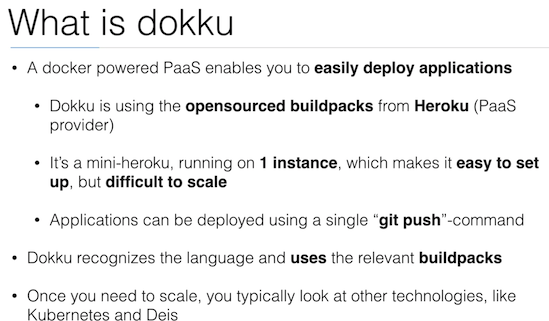 What is dokku
• A docker powered PaaS enables you to easily deploy applications
• Dokku is using the opensourced buildpacks from Heroku (PaaS
provider)
• It's a mini-heroku, running on 1 instance, which makes it easy to set
up, but difficult to scale
• Applications can be deployed using a single “git push”-command
• Dokku recognizes the language and uses the relevant buildpacks
• Once you need to scale, you typically look at other technologies, like
Kubernetes and Deis